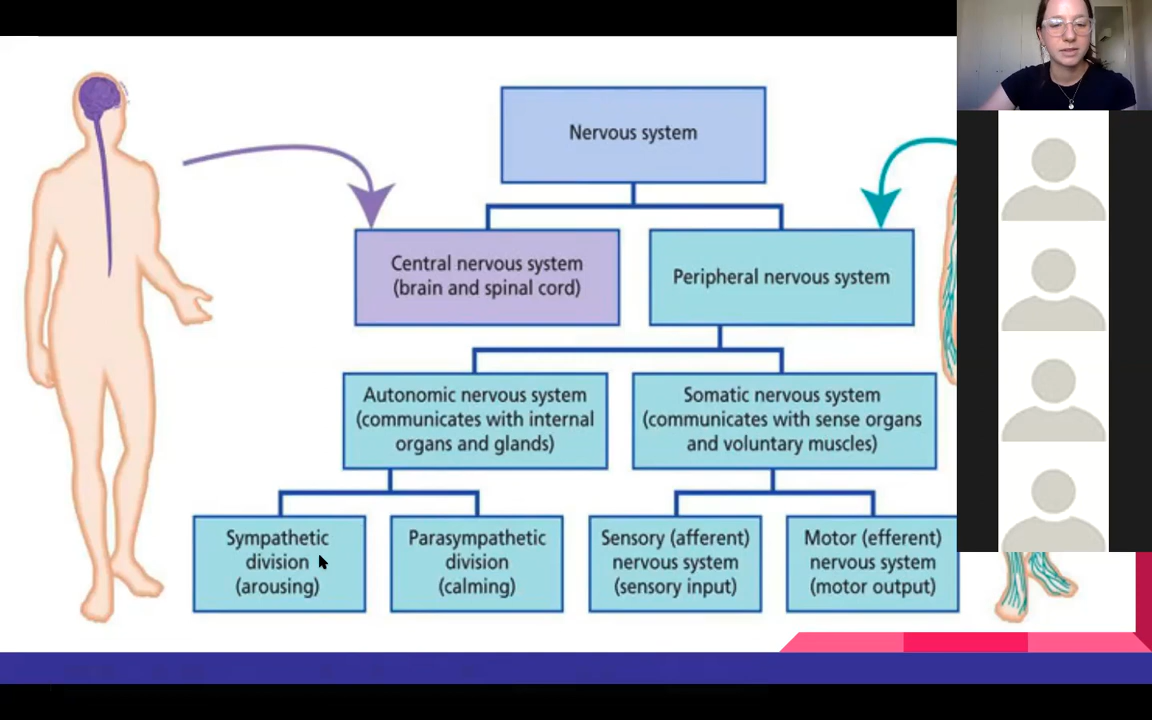 Nervous system
Central nervous system
(brain and spinal cord)
Peripheral nervous system
Autonomic nervous system
(communicates with internal
organs and glands)
Somatic nervous system
(communicates with sense organs
and voluntary muscles)
Sympathetic
division
(arousing)
Parasympathetic
division
(calming)
Sensory (afferent)
nervous system
(sensory input)
Motor (efferent)
nervous system
(motor output)